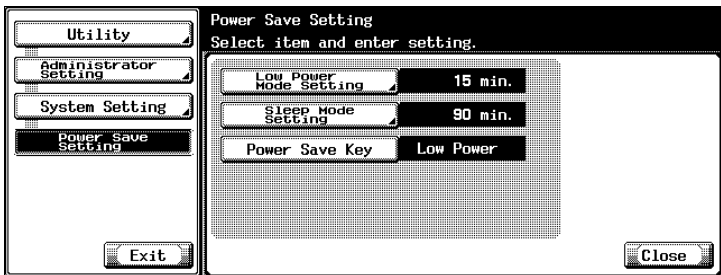 Utility
Administrator
Setting
System Setting
Power Save
Setting
Exit
Power Save Setting
Select item and enter setting.
Low Power
Mode Setting
15 min.
Sleep Mode
Setting
90 min.
Power Save Key
Low Power
Close